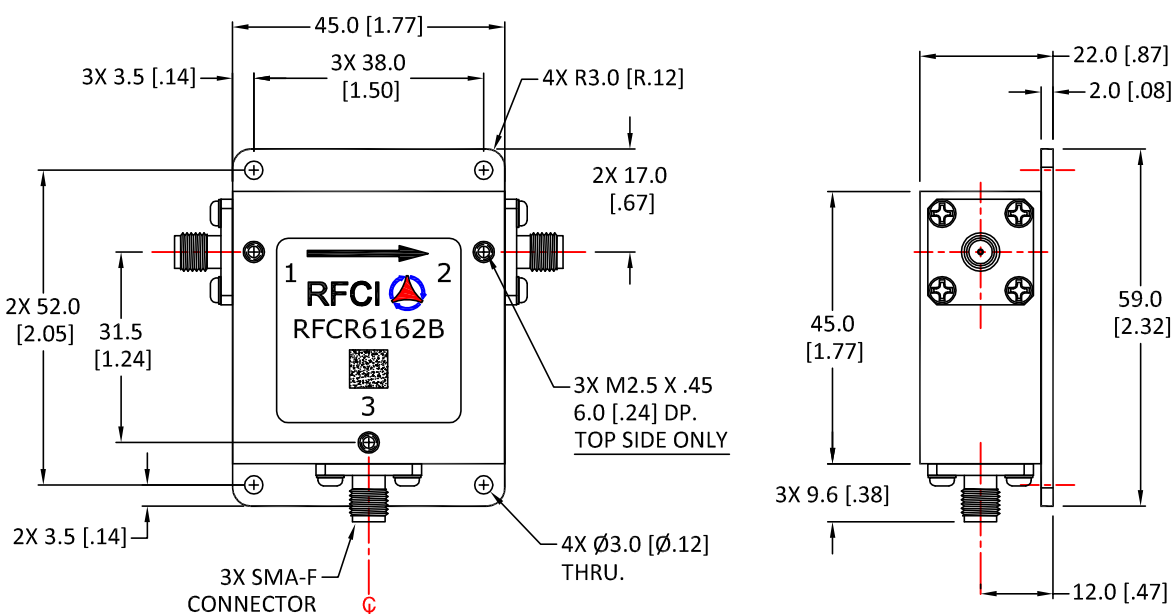 45.0 [1.77]
3X 38.0
[1.50]
3X 3.5 [.14]
4X R3.0 [R.12]
2X 17.0
[.67]
2X 52.0
[2.05]
31.5
[1.24]
1
2
RFCI
RFCR6162B
3
3X M2.5 X .45
6.0 [.24] DP.
TOP SIDE ONLY
2X 3.5 [.14]
3X SMA-F
CONNECTOR
℄
4X Ø3.0 [Ø.12]
THRU.
22.0 [.87]
2.0 [.08]
45.0
[1.77]
59.0
[2.32]
3X 9.6 [.38]
12.0 [.47]